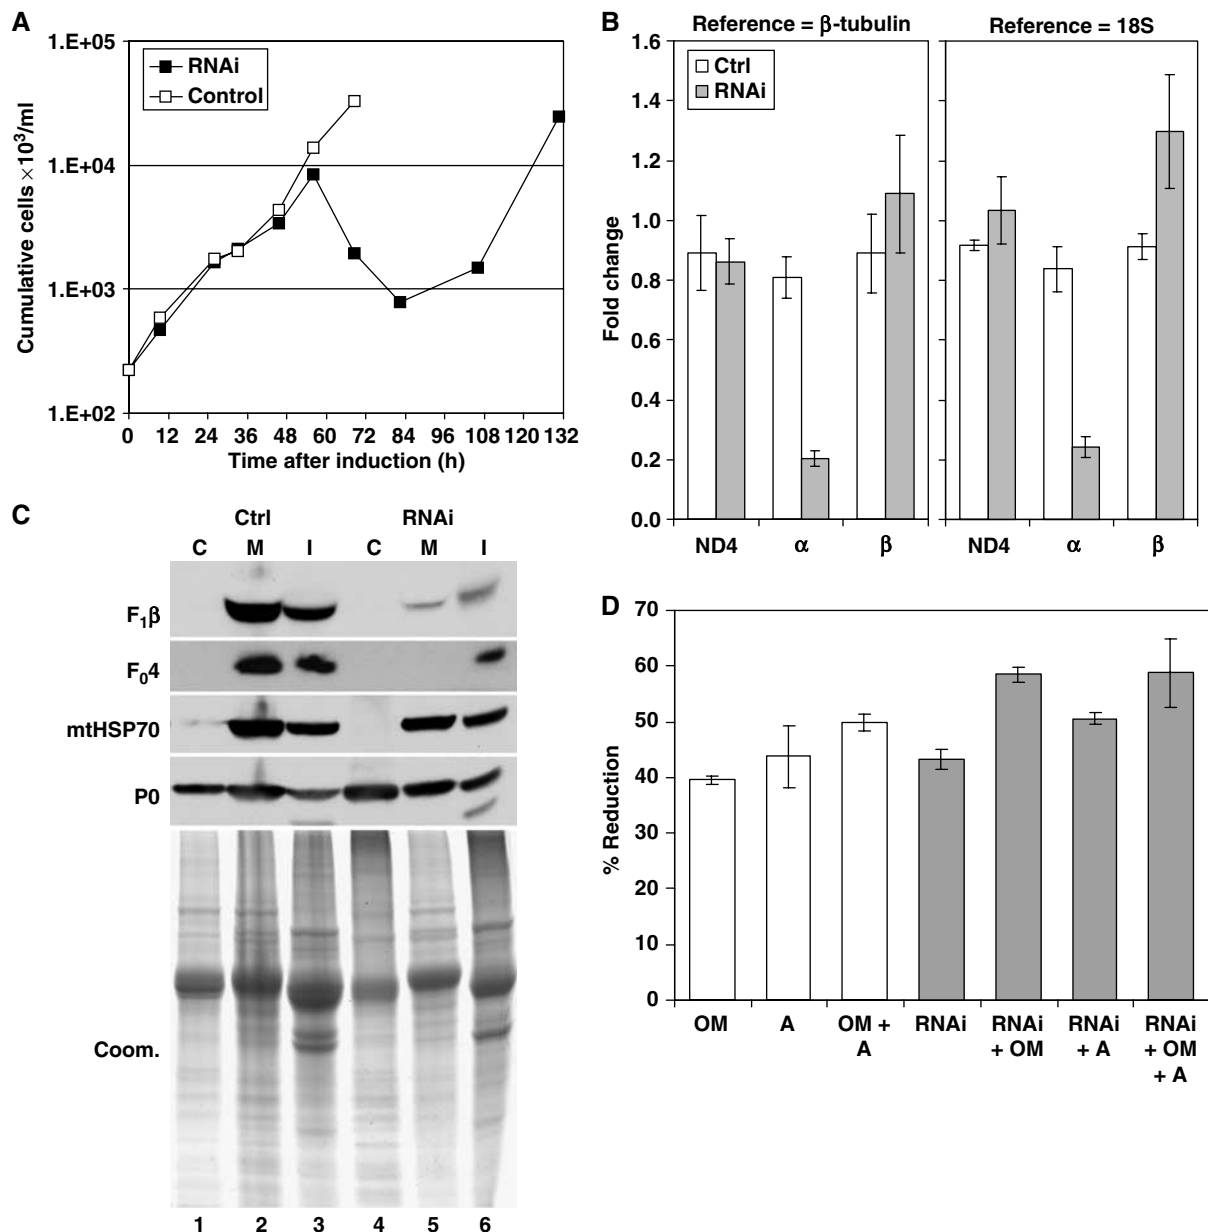 A
1.E+05
RNAi
Control
1.E+04
1.E+03
1.E+02
Cumulative cells ×10³/ml
0 12 24 36 48 60 72 84 96 108 120 132
Time after induction (h)
B
Reference = β-tubulin
Reference = 18S
1.6
1.4
1.2
1.0
0.8
0.6
0.4
0.2
0.0
Fold change
Ctrl
RNAi
ND4 α β ND4 α β
C
Ctrl RNAi
C M I C M I
F₁β
F₀4
mtHSP70
P0
Coom.
1 2 3 4 5 6
D
70
60
50
40
30
20
10
0
% Reduction
OM
A
OM + A
RNAi
RNAi + OM
RNAi + A
RNAi + OM + A